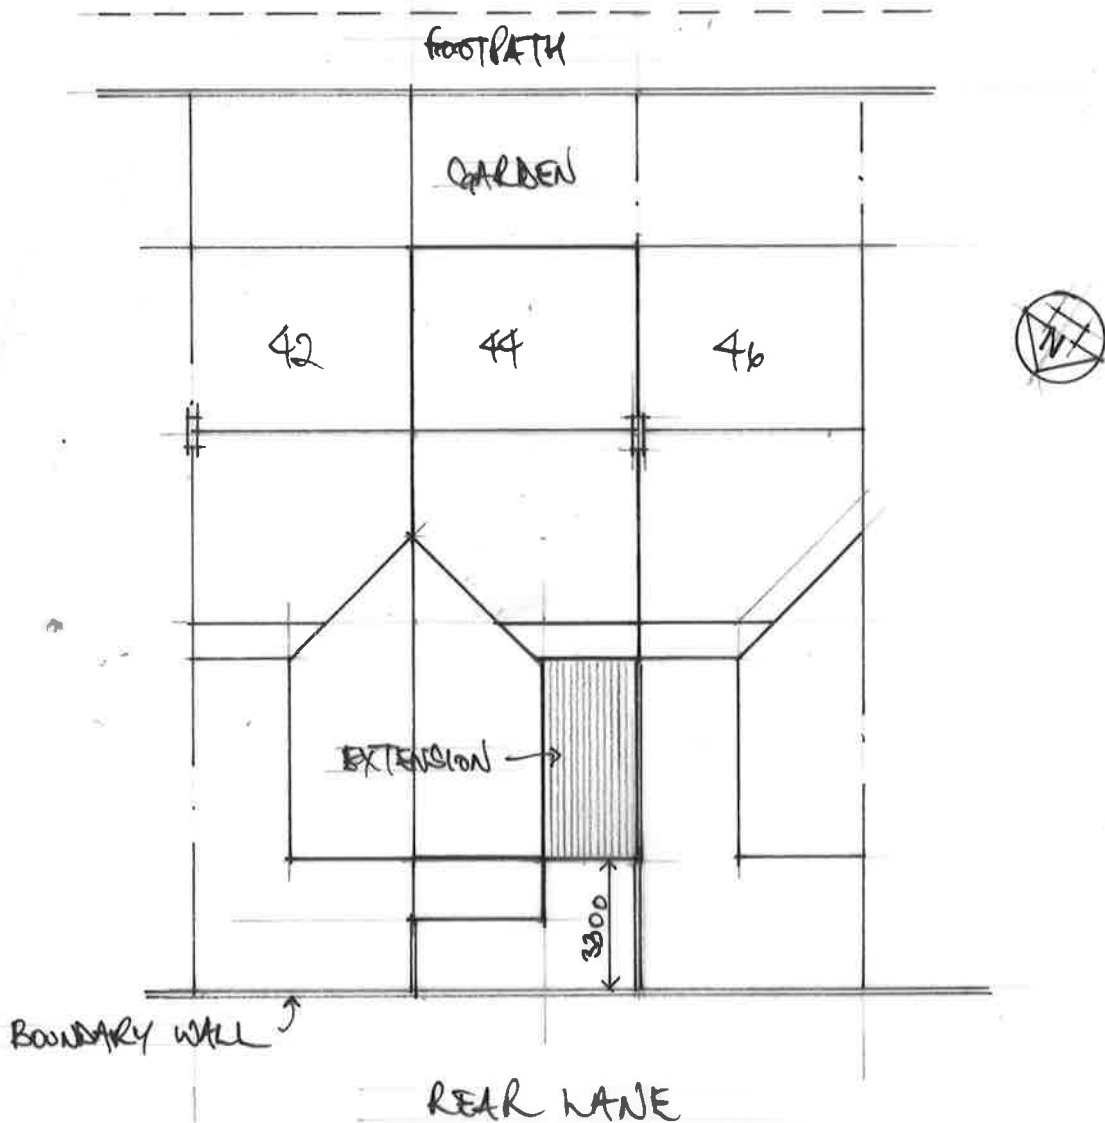 FOOTPATH
GARDEN
42
44
46
N
EXTENSION
3300
BOUNDARY WALL
REAR LANE